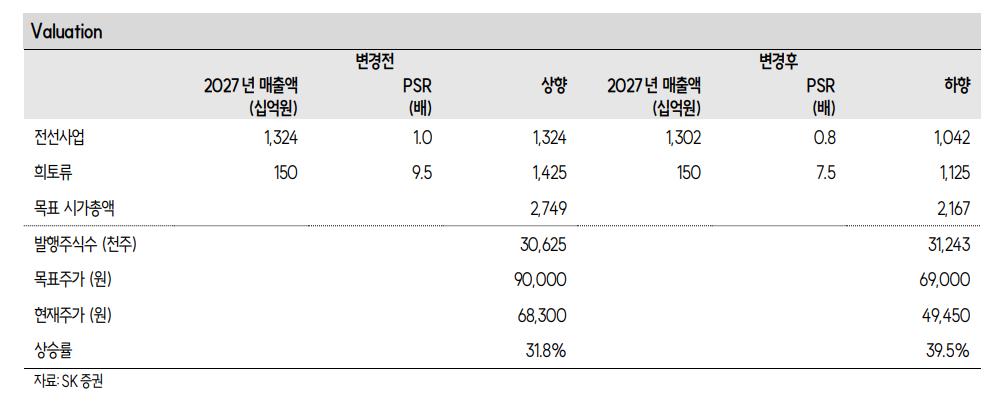 Valuation
변경전 변경후
2027년 매출액 PSR 상향 2027년 매출액 PSR 하향
(십억원) (배) (십억원) (배)
전선사업 1,324 1.0 1,324 1,302 0.8 1,042
희토류 150 9.5 1,425 150 7.5 1,125
목표 시가총액 2,749 2,167
발행주식수 (천주) 30,625 31,243
목표주가 (원) 90,000 69,000
현재주가 (원) 68,300 49,450
상승률 31.8% 39.5%
자료: SK 증권